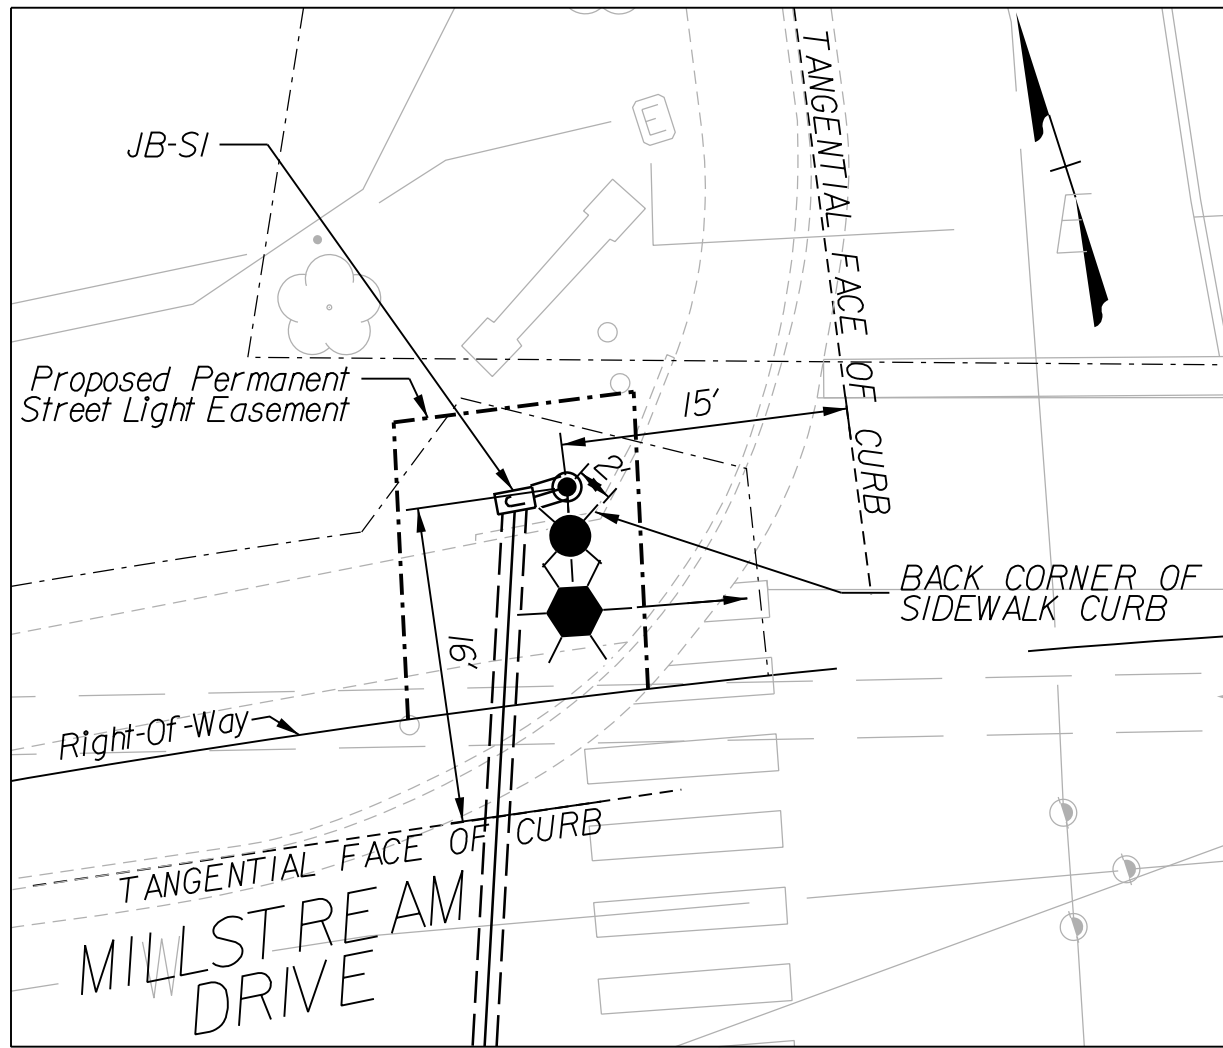 TANGENTIAL FACE OF CURB
E
JB-S1
Proposed Permanent
Street Light Easement
15'
2'
BACK CORNER OF
SIDEWALK CURB
16'
Right-Of-Way
TANGENTIAL FACE OF CURB
MILLSTREAM
DRIVE
W